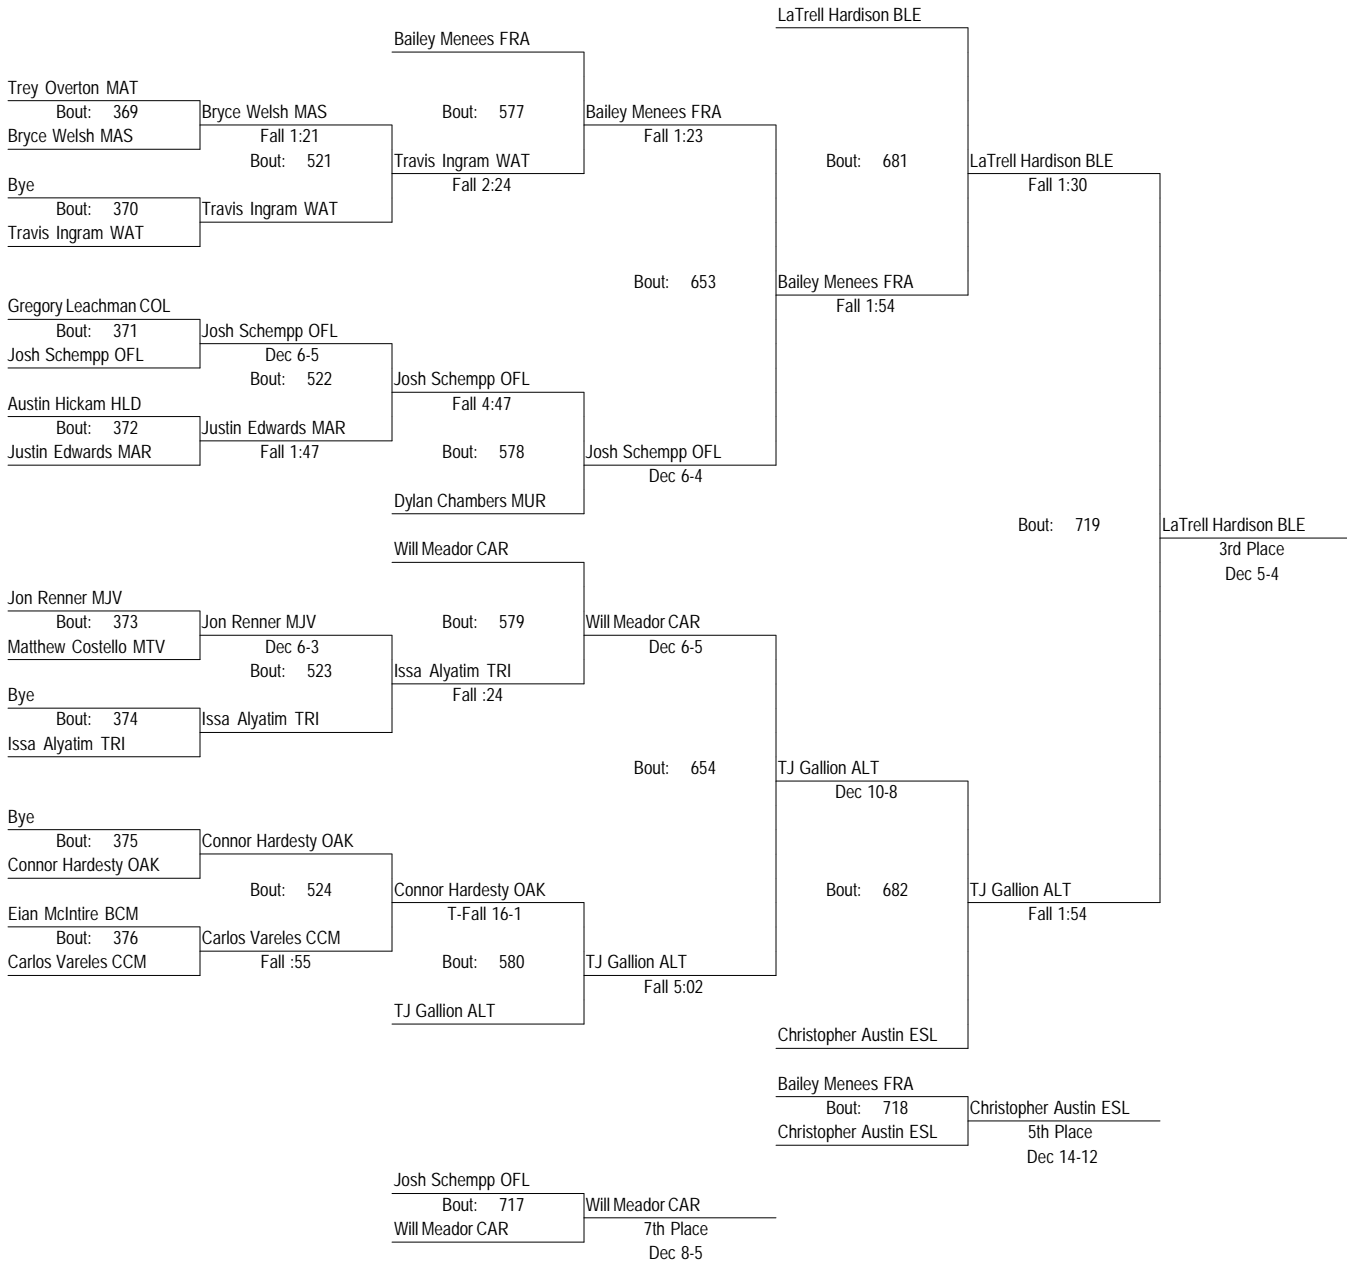 LaTrell Hardison BLE
Bailey Menees FRA
Trey Overton MAT
Bout: 369
Bryce Welsh MAS
Bryce Welsh MAS
Fall 1:21
Bout: 521
Bout: 577
Bailey Menees FRA
Fall 1:23
Travis Ingram WAT
Fall 2:24
Bout: 681
LaTrell Hardison BLE
Fall 1:30
Bye
Bout: 370
Travis Ingram WAT
Travis Ingram WAT
Bout: 653
Bailey Menees FRA
Fall 1:54
Gregory Leachman COL
Bout: 371
Josh Schempp OFL
Josh Schempp OFL
Dec 6-5
Bout: 522
Josh Schempp OFL
Fall 4:47
Austin Hickam HLD
Bout: 372
Justin Edwards MAR
Justin Edwards MAR
Fall 1:47
Bout: 578
Josh Schempp OFL
Dec 6-4
Dylan Chambers MUR
Bout: 719
LaTrell Hardison BLE
3rd Place
Dec 5-4
Will Meador CAR
Jon Renner MJV
Bout: 373
Matthew Costello MTV
Jon Renner MJV
Dec 6-3
Bout: 523
Bout: 579
Will Meador CAR
Dec 6-5
Issa Alyatim TRI
Fall :24
Bye
Bout: 374
Issa Alyatim TRI
Issa Alyatim TRI
Bout: 654
TJ Gallion ALT
Dec 10-8
Bye
Bout: 375
Connor Hardesty OAK
Connor Hardesty OAK
Bout: 524
Connor Hardesty OAK
T-Fall 16-1
Bout: 682
TJ Gallion ALT
Fall 1:54
Eian McIntire BCM
Bout: 376
Carlos Vareles CCM
Carlos Vareles CCM
Fall :55
Bout: 580
TJ Gallion ALT
Fall 5:02
TJ Gallion ALT
Christopher Austin ESL
Bailey Menees FRA
Bout: 718
Christopher Austin ESL
Christopher Austin ESL
5th Place
Dec 14-12
Josh Schempp OFL
Bout: 717
Will Meador CAR
Will Meador CAR
7th Place
Dec 8-5